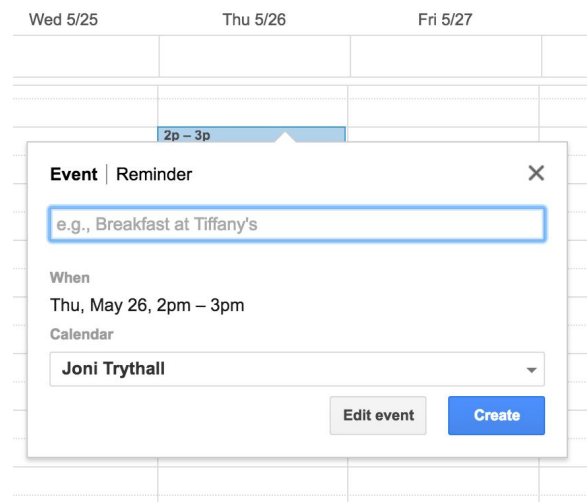 Wed 5/25 Thu 5/26 Fri 5/27
2p – 3p
Event | Reminder
e.g., Breakfast at Tiffany's
When
Thu, May 26, 2pm – 3pm
Calendar
Joni Trythall
Edit event Create